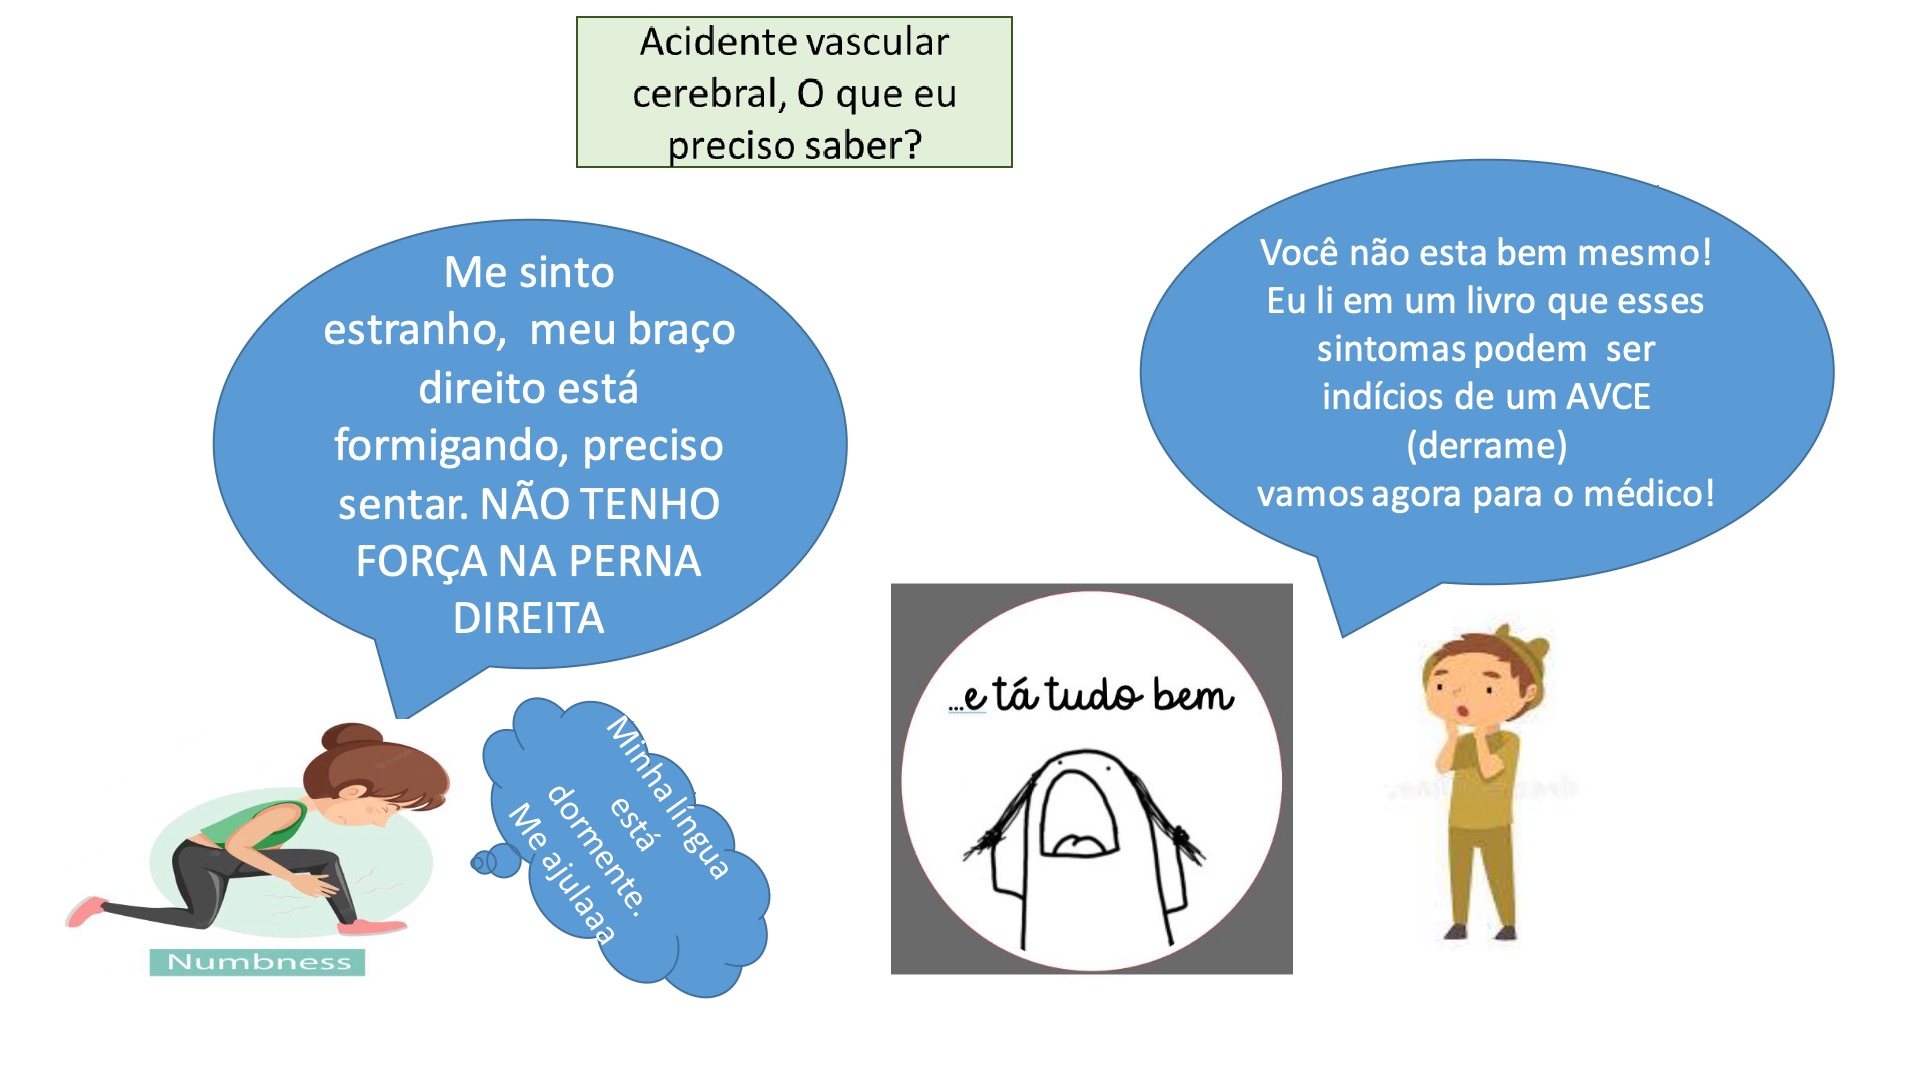 Acidente vascular
cerebral, O que eu
preciso saber?
Me sinto
estranho,  meu braço
direito está
formigando, preciso
sentar. NÃO TENHO
FORÇA NA PERNA
DIREITA
Você não esta bem mesmo!
Eu li em um livro que esses
sintomas podem  ser
indícios de um AVCE
(derrame)
vamos agora para o médico!
Minha língua
está
dormente.
Me ajulaaa
...e tá tudo bem
Numbness